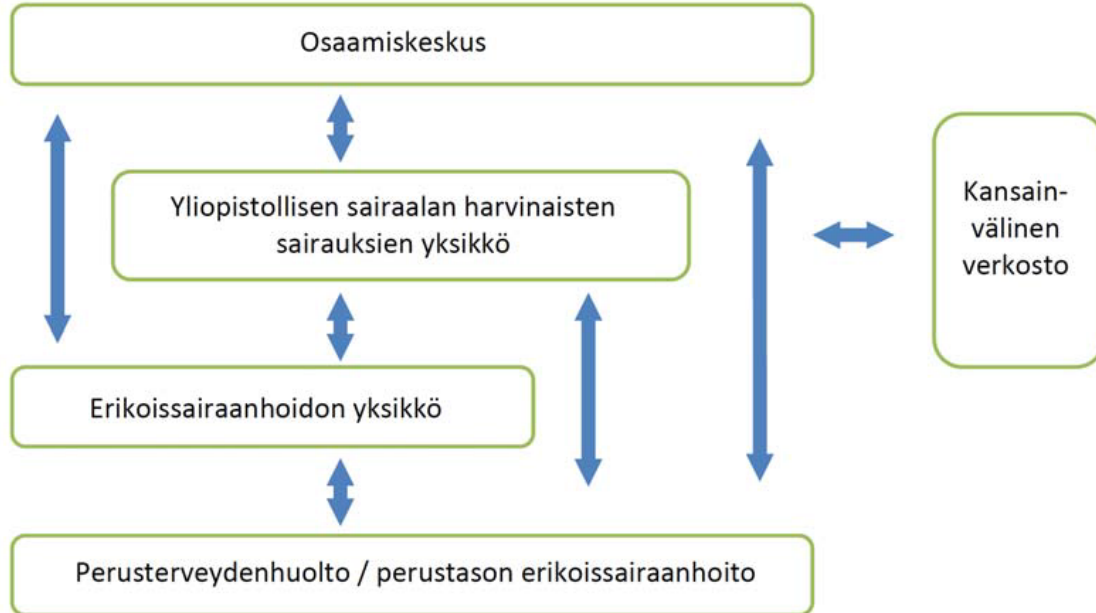 Osaamiskeskus
Yliopistollisen sairaalan harvinaisten
sairauksien yksikkö
Kansain-
välinen
verkosto
Erikoissairaanhoidon yksikkö
Perusterveydenhuolto / perustason erikoissairaanhoito